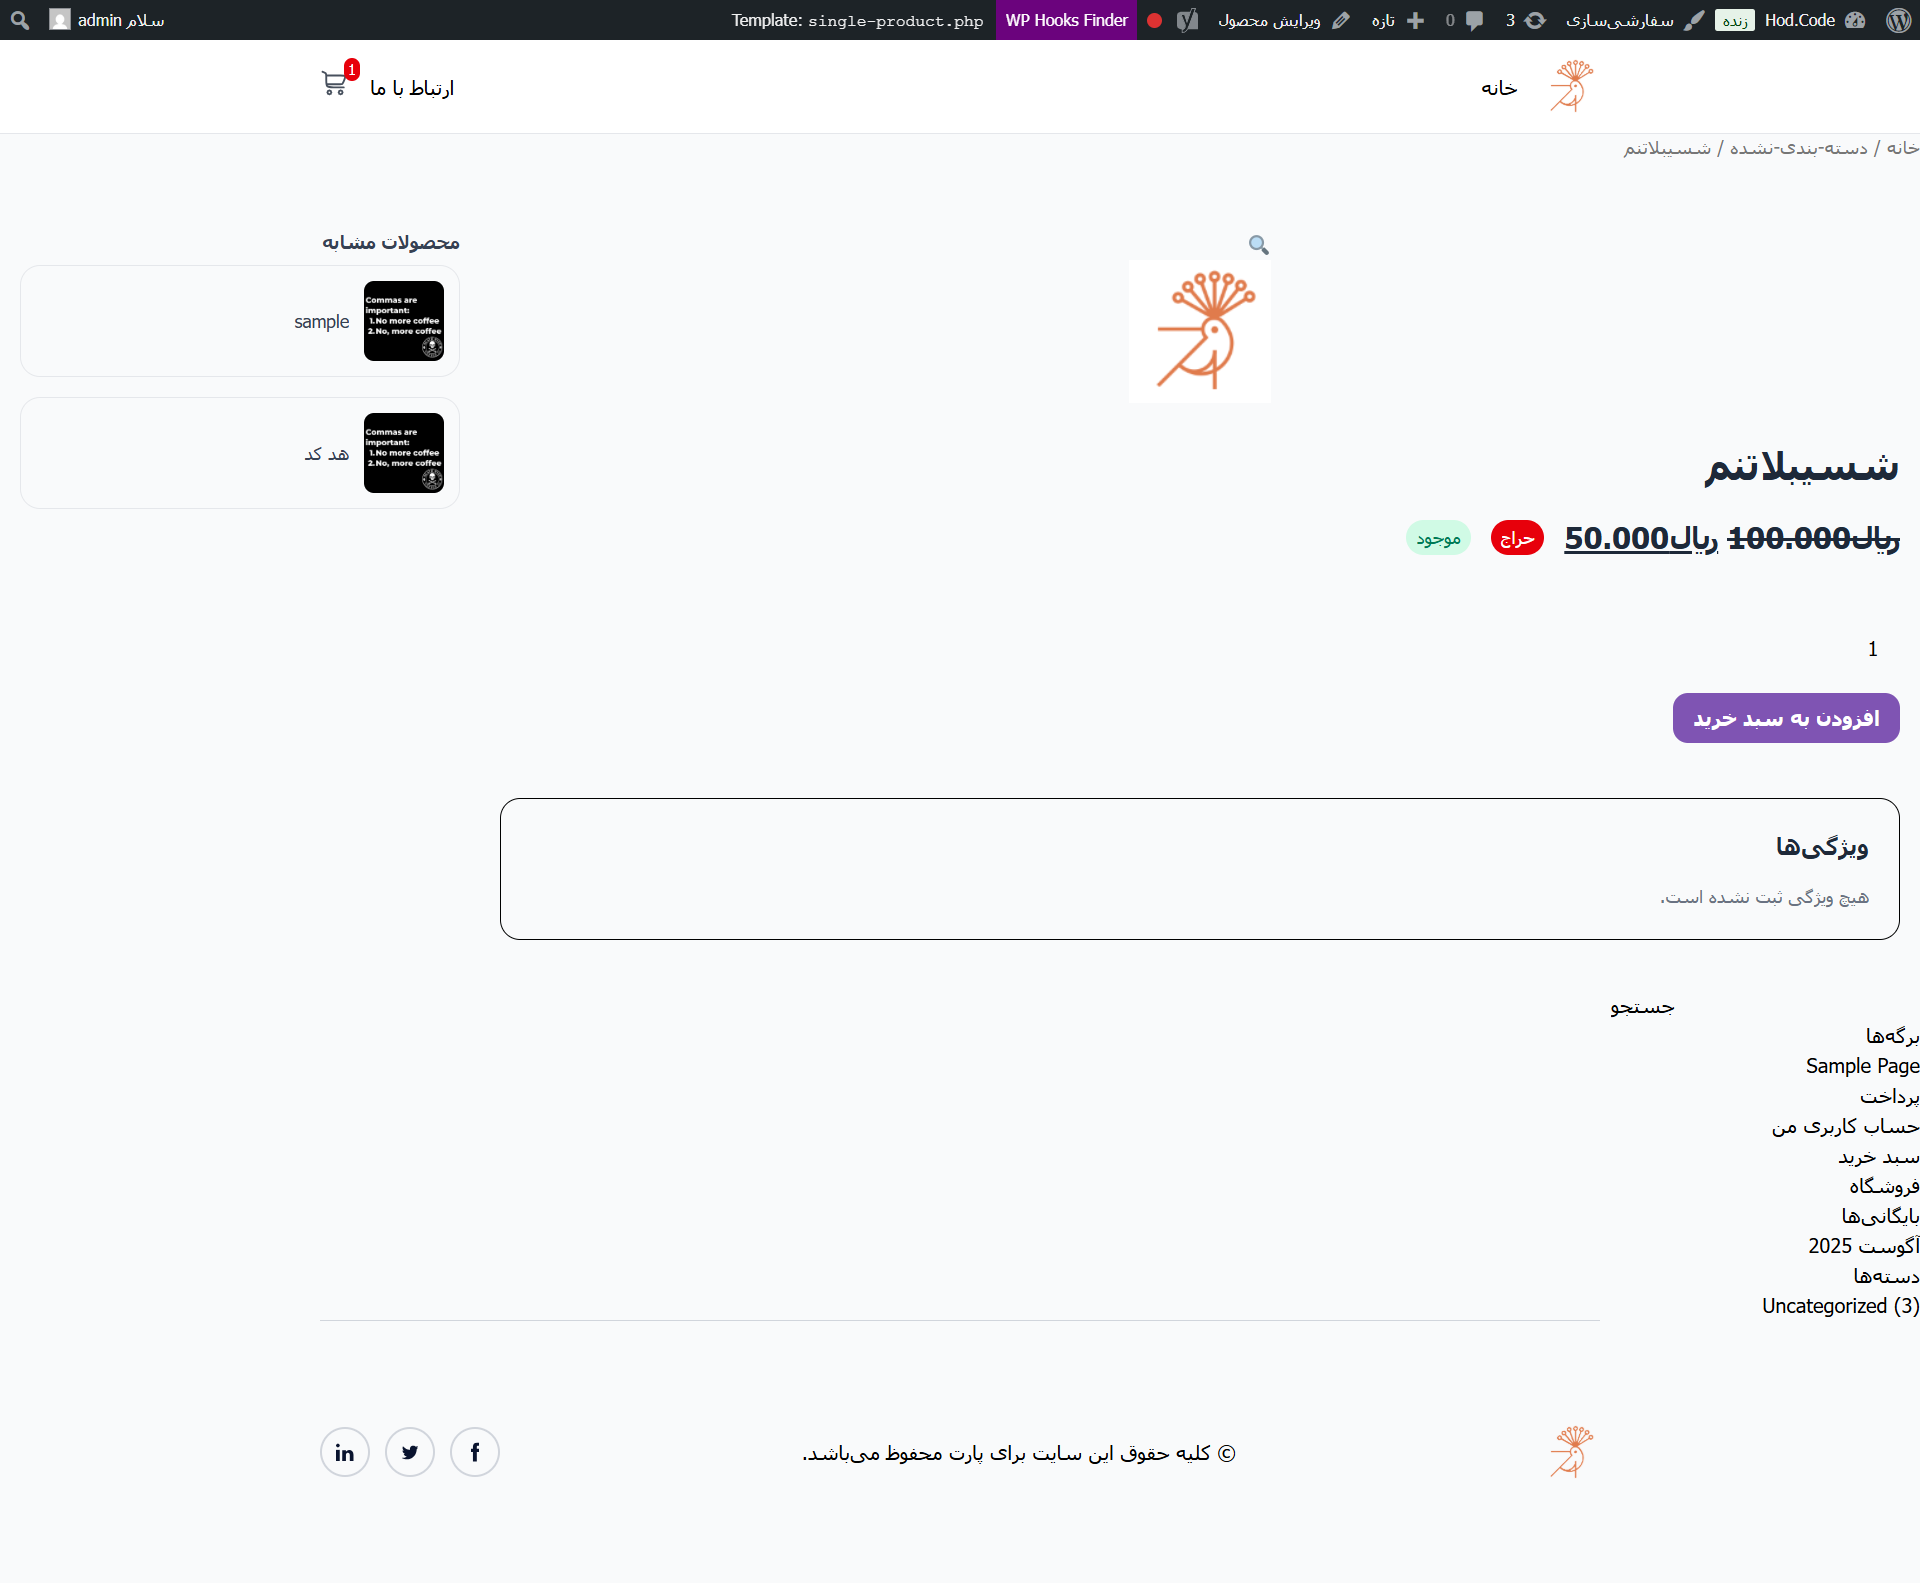 Hod.Code
زنده
سفارشی‌سازی
3
0
تازه
ویرایش محصول
WP Hooks Finder
Template: single-product.php
سلام admin
خانه
ارتباط با ما
1
خانه / دسته-بندی-نشده / شسیبلاتنم
محصولات مشابه
Commas are
important:
1.No more coffee
2.No, more coffee
sample
Commas are
important:
1.No more coffee
2.No, more coffee
هد کد
شسیبلاتنم
ریال100.000 ریال50.000 حراج موجود
1
افزودن به سبد خرید
ویژگی‌ها
هیچ ویژگی ثبت نشده است.
جستجو
برگه‌ها
Sample Page
پرداخت
حساب کاربری من
سبد خرید
فروشگاه
بایگانی‌ها
آگوست 2025
دسته‌ها
Uncategorized (3)
© کلیه حقوق این سایت برای پارت محفوظ می‌باشد.